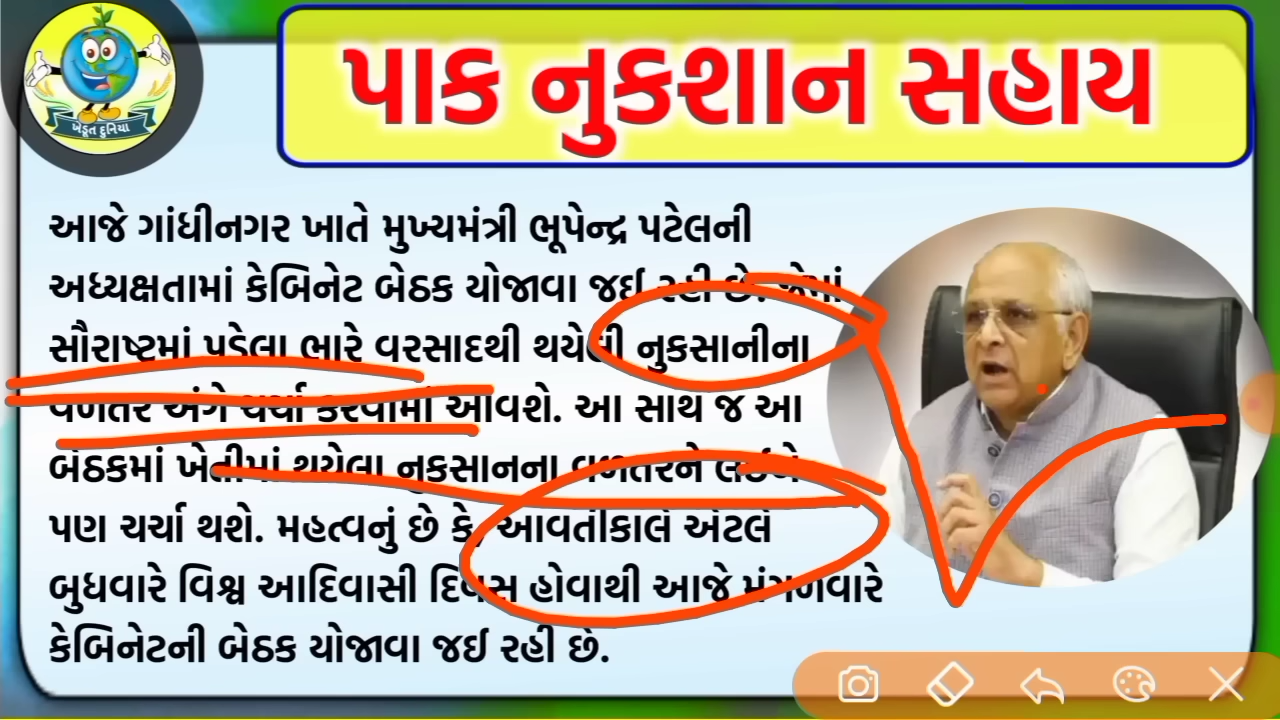 ખેડૂત દુનિયા
પાક નુકશાન સહાય
આજે ગાંધીનગર ખાતે મુખ્યમંત્રી ભૂપેન્દ્ર પટેલની
અધ્યક્ષતામાં કેબિનેટ બેઠક યોજાવા જઈ રહી છે. જેમાં
સૌરાષ્ટ્રમાં પડેલા ભારે વરસાદથી થયેલી નુકસાનીના
વળતર અંગે ચર્ચા કરવામાં આવશે. આ સાથે જ આ
બેઠકમાં ખેતીમાં થયેલા નુકસાનના વળતરને લઈને
પણ ચર્ચા થશે. મહત્વનું છે કે, આવતીકાલે એટલે
બુધવારે વિશ્વ આદિવાસી દિવસ હોવાથી આજે મંગળવારે
કેબિનેટની બેઠક યોજાવા જઈ રહી છે.